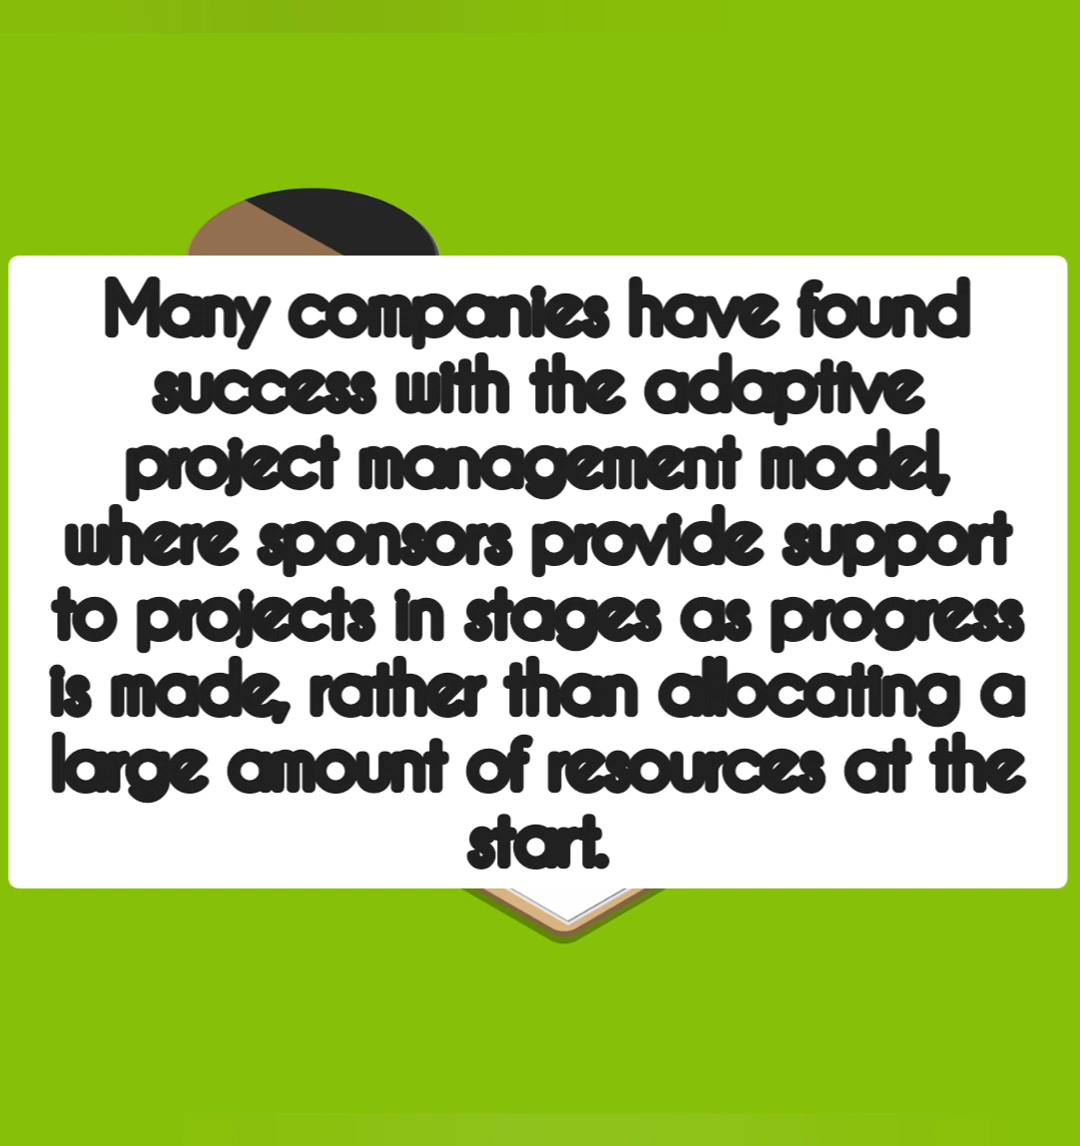 Many companies have found
success with the adaptive
project management model,
where sponsors provide support
to projects in stages as progress
is made, rather than allocating a
large amount of resources at the
start.